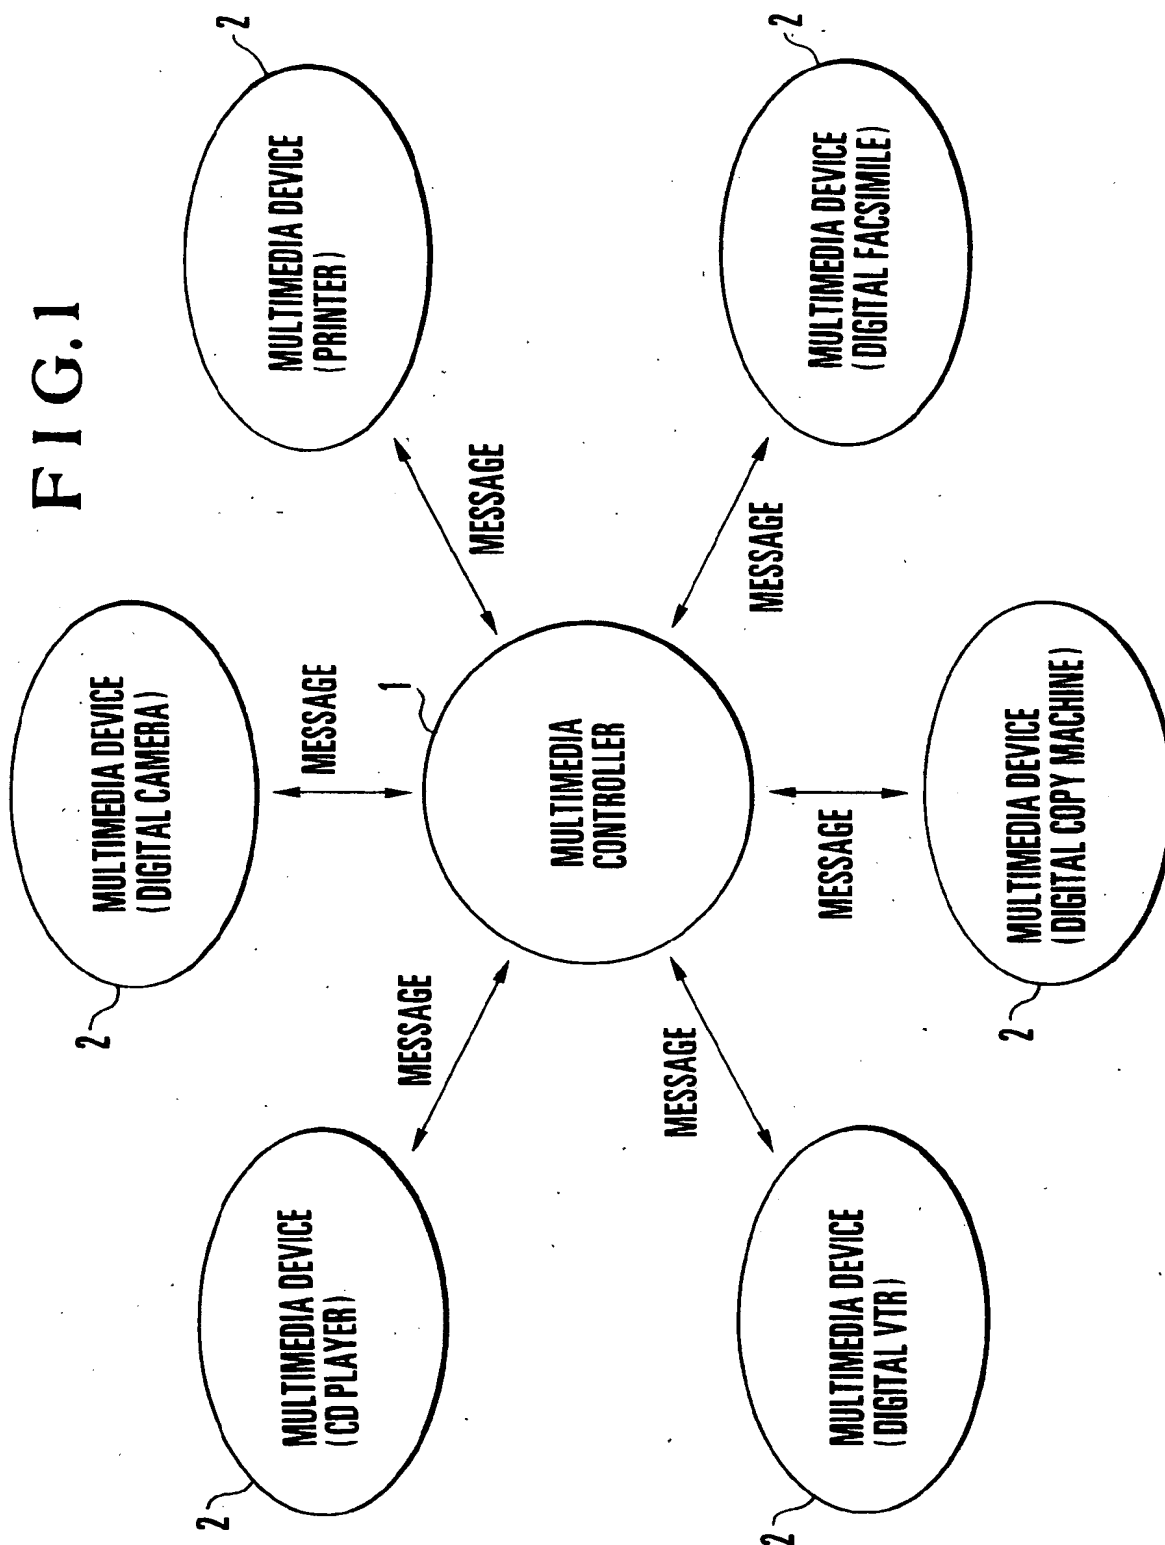 FIG.1
2
MULTIMEDIA DEVICE
(DIGITAL CAMERA)
2
MULTIMEDIA DEVICE
(CD PLAYER)
2
MULTIMEDIA DEVICE
(PRINTER)
MESSAGE
MESSAGE
MESSAGE
1
MULTIMEDIA
CONTROLLER
MESSAGE
MESSAGE
MESSAGE
2
MULTIMEDIA DEVICE
(DIGITAL VTR)
2
MULTIMEDIA DEVICE
(DIGITAL COPY MACHINE)
2
MULTIMEDIA DEVICE
(DIGITAL FACSIMILE)